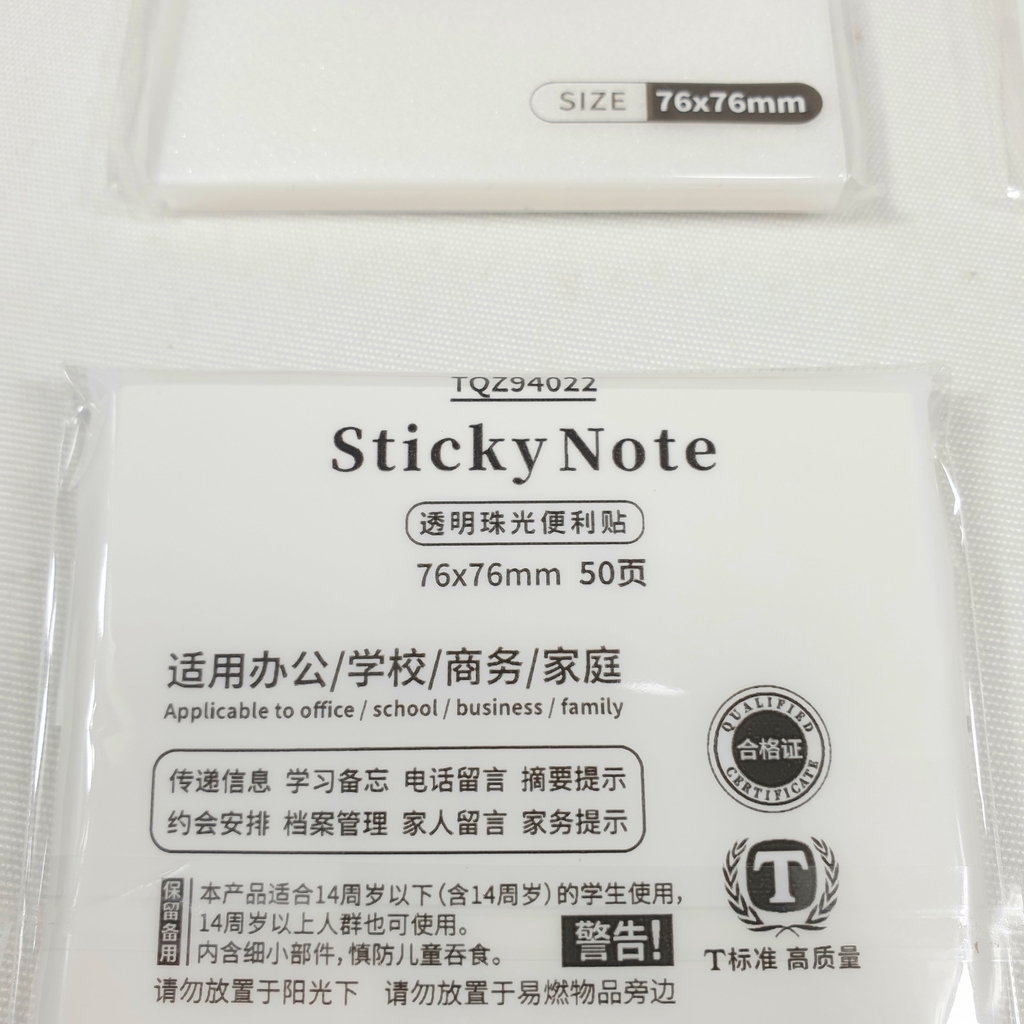 SIZE 76x76mm
TQZ94022
Sticky Note
透明珠光便利贴
76x76mm 50页
适用办公/学校/商务/家庭
Applicable to office / school / business / family
QUALIFIED
合格证
CERTIFICATE
传递信息 学习备忘 电话留言 摘要提示
约会安排 档案管理 家人留言 家务提示
T
T标准 高质量
保留备用
本产品适合14周岁以下(含14周岁)的学生使用,
14周岁以上人群也可使用。
内含细小部件,慎防儿童吞食。
警告!
请勿放置于阳光下 请勿放置于易燃物品旁边